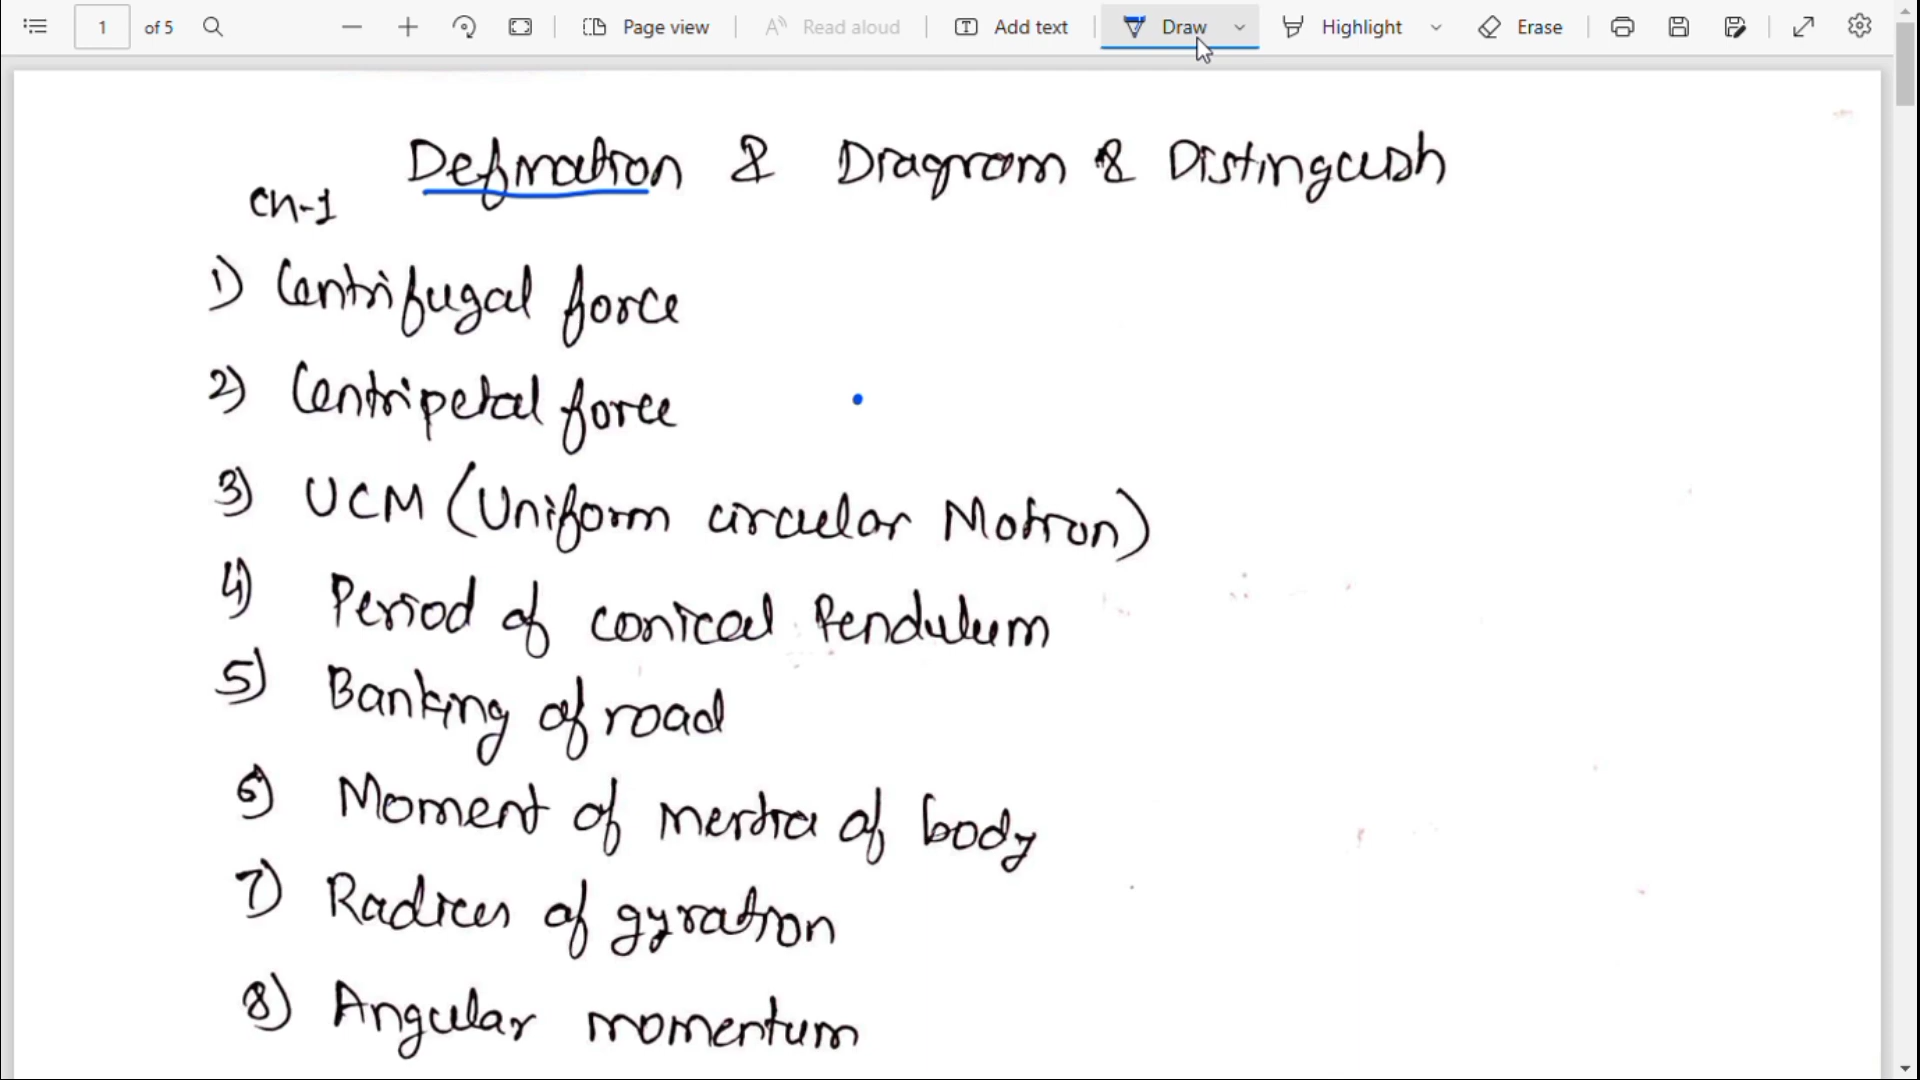 1 of 5 Page view Read aloud Add text Draw Highlight Erase
Defination & Diagram & Distinguish
Ch-1
1) Centrifugal force
2) Centripetal force
3) UCM (Uniform circular Motion)
4) Period of conical Pendulum
5) Banking of road
6) Moment of inertia of body
7) Radius of gyration
8) Angular momentum